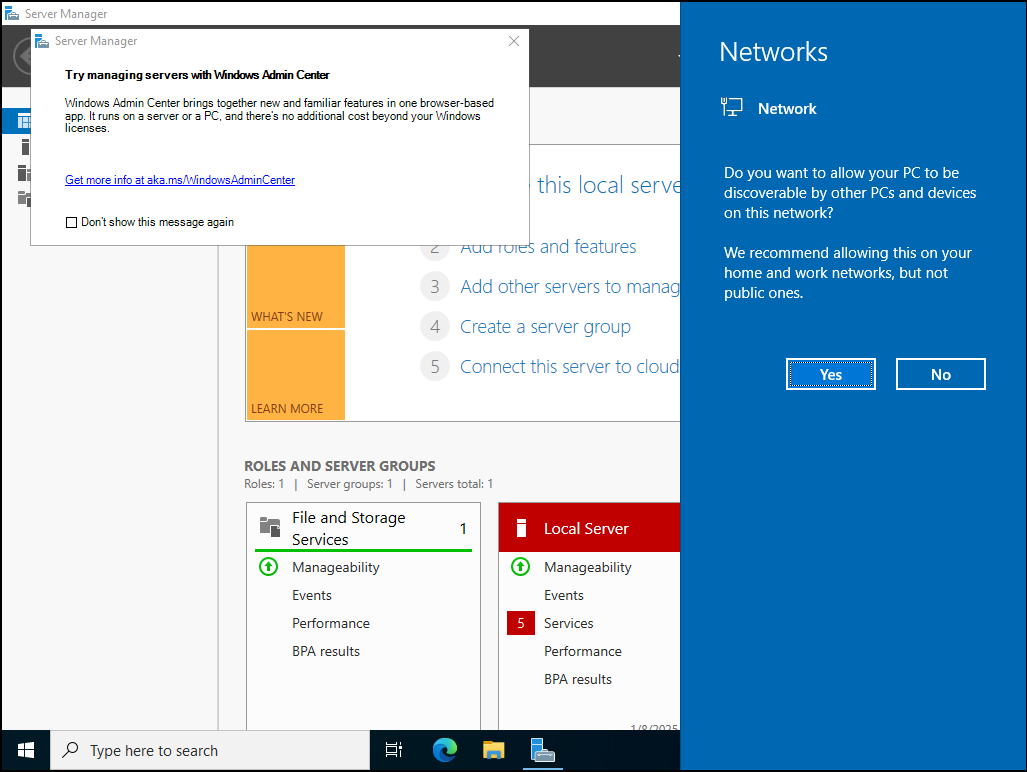 Server Manager
Server Manager
Try managing servers with Windows Admin Center
Windows Admin Center brings together new and familiar features in one browser-based
app. It runs on a server or a PC, and there's no additional cost beyond your Windows
licenses.
Get more info at aka.ms/WindowsAdminCenter
Don't show this message again
this local serve
2 Add roles and features
3 Add other servers to manag
4 Create a server group
5 Connect this server to cloud
WHAT'S NEW
LEARN MORE
ROLES AND SERVER GROUPS
Roles: 1 | Server groups: 1 | Servers total: 1
File and Storage
Services
1
Manageability
Events
Performance
BPA results
Local Server
Manageability
Events
5 Services
Performance
BPA results
1/8/2025
Type here to search
Networks
Network
Do you want to allow your PC to be
discoverable by other PCs and devices
on this network?
We recommend allowing this on your
home and work networks, but not
public ones.
Yes
No